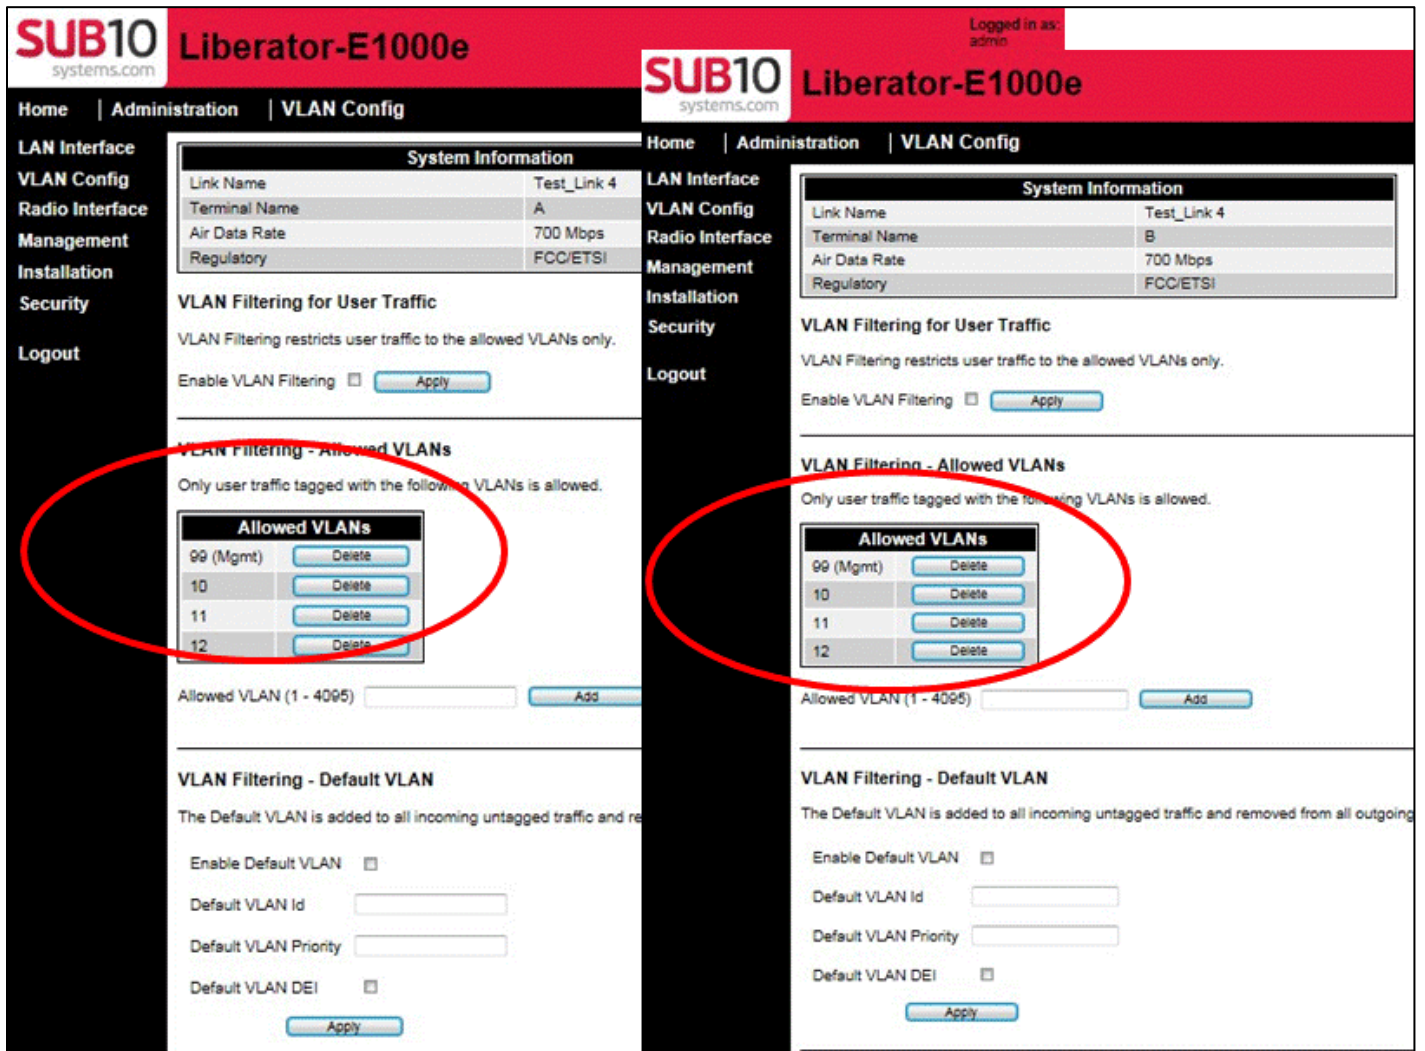 SUB10
systems.com
Liberator-E1000e
Home | Administration | VLAN Config
LAN Interface
VLAN Config
Radio Interface
Management
Installation
Security
Logout
System Information
Link Name Test_Link 4
Terminal Name A
Air Data Rate 700 Mbps
Regulatory FCC/ETSI
VLAN Filtering for User Traffic
VLAN Filtering restricts user traffic to the allowed VLANs only.
Enable VLAN Filtering Apply
VLAN Filtering - Allowed VLANs
Only user traffic tagged with the following VLANs is allowed.
Allowed VLANs
99 (Mgmt) Delete
10 Delete
11 Delete
12 Delete
Allowed VLAN (1 - 4095) Add
VLAN Filtering - Default VLAN
The Default VLAN is added to all incoming untagged traffic and re
Enable Default VLAN
Default VLAN Id
Default VLAN Priority
Default VLAN DEI
Apply
Logged in as:
admin
SUB10
systems.com
Liberator-E1000e
Home | Administration | VLAN Config
LAN Interface
VLAN Config
Radio Interface
Management
Installation
Security
Logout
System Information
Link Name Test_Link 4
Terminal Name B
Air Data Rate 700 Mbps
Regulatory FCC/ETSI
VLAN Filtering for User Traffic
VLAN Filtering restricts user traffic to the allowed VLANs only.
Enable VLAN Filtering Apply
VLAN Filtering - Allowed VLANs
Only user traffic tagged with the following VLANs is allowed.
Allowed VLANs
99 (Mgmt) Delete
10 Delete
11 Delete
12 Delete
Allowed VLAN (1 - 4095) Add
VLAN Filtering - Default VLAN
The Default VLAN is added to all incoming untagged traffic and removed from all outgoing
Enable Default VLAN
Default VLAN Id
Default VLAN Priority
Default VLAN DEI
Apply